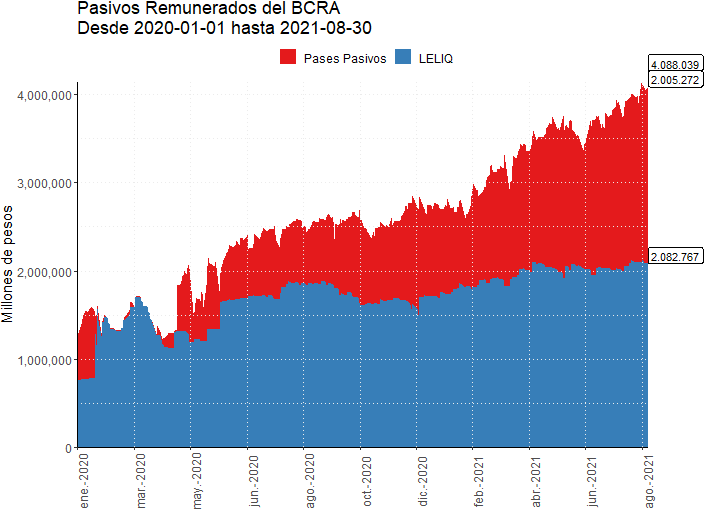 Pasivos Remunerados del BCRA
Desde 2020-01-01 hasta 2021-08-30
Pases Pasivos
LELIQ
4.088.039
2.005.272
2.082.767
Millones de pesos
4,000,000
3,000,000
2,000,000
1,000,000
0
ene.-2020
mar.-2020
may.-2020
jun.-2020
ago.-2020
oct.-2020
dic.-2020
feb.-2021
abr.-2021
jun.-2021
ago.-2021